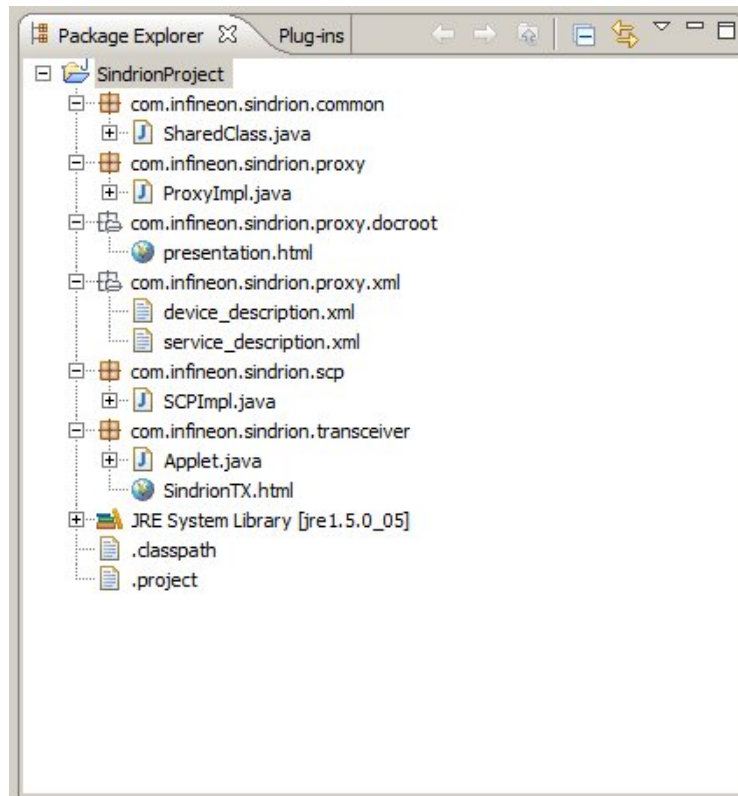 Package Explorer Plug-ins
SindrionProject
com.infineon.sindrion.common
SharedClass.java
com.infineon.sindrion.proxy
ProxyImpl.java
com.infineon.sindrion.proxy.docroot
presentation.html
com.infineon.sindrion.proxy.xml
device_description.xml
service_description.xml
com.infineon.sindrion.scp
SCPImpl.java
com.infineon.sindrion.transceiver
Applet.java
SindrionTX.html
JRE System Library [jre1.5.0_05]
.classpath
.project